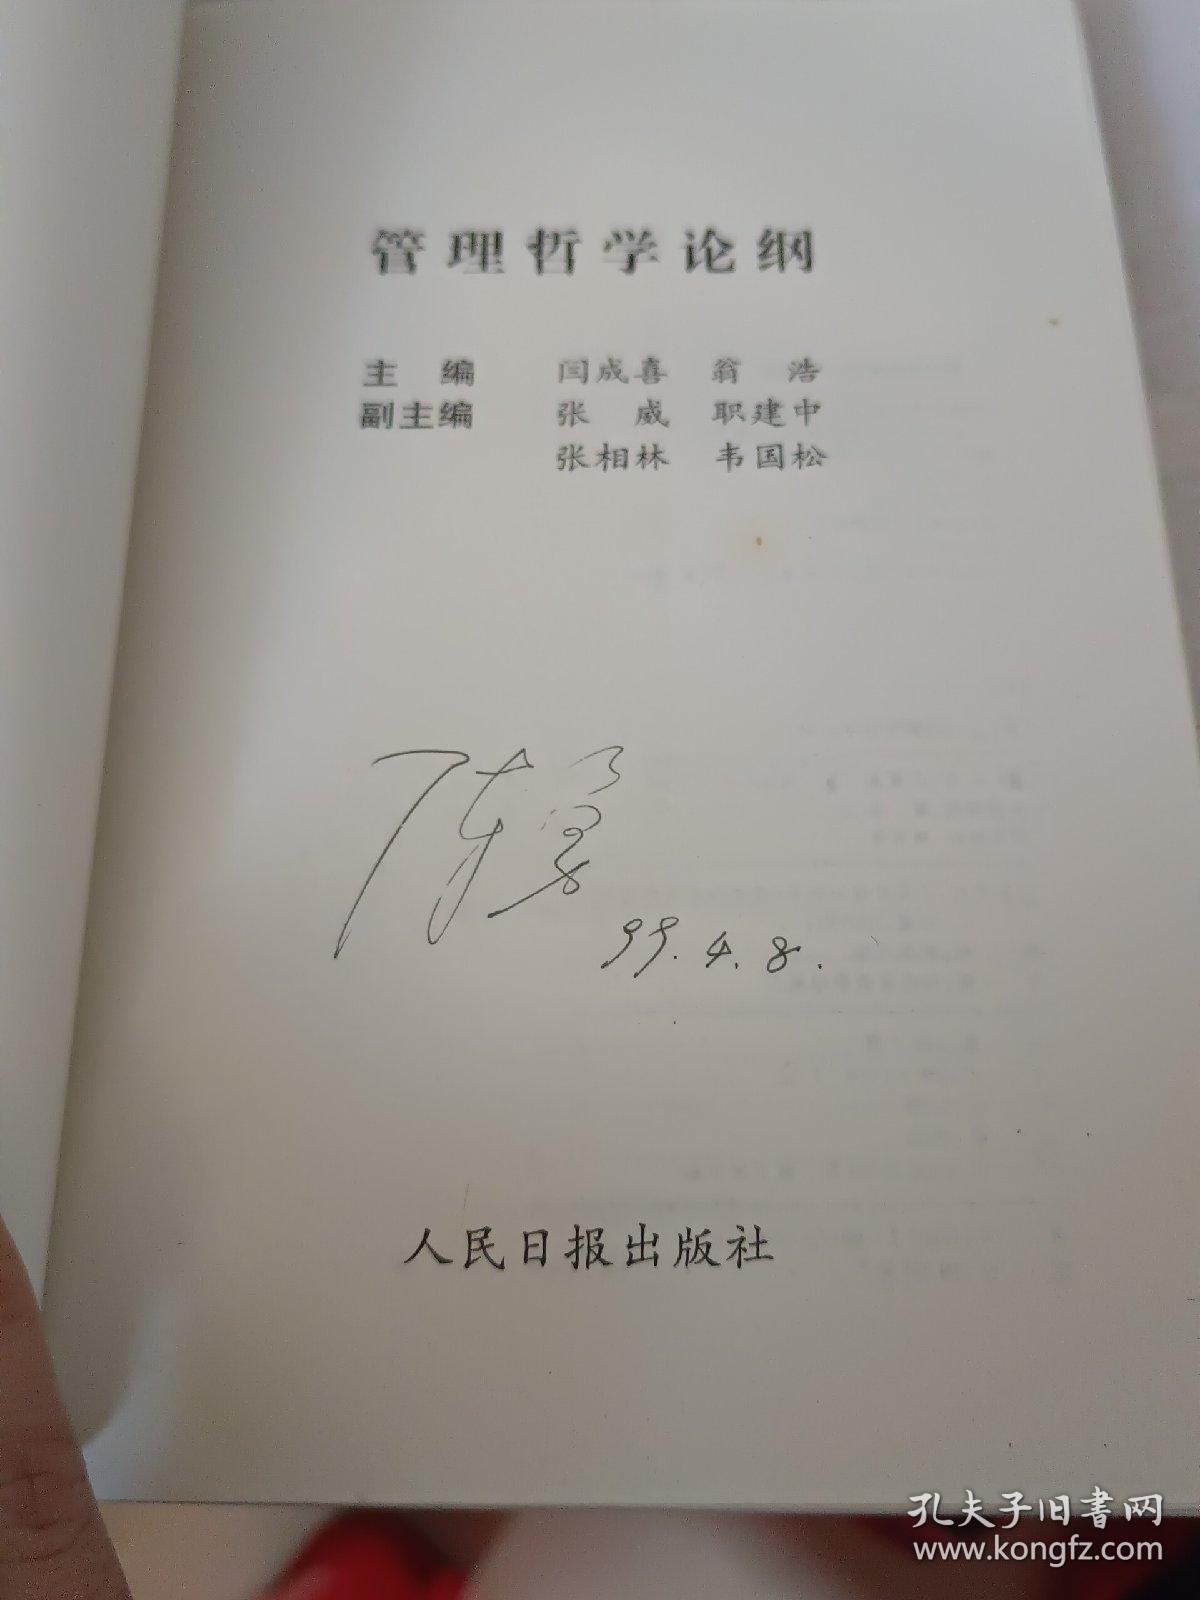 管理哲学论纲
主 编 闫成喜 翁 浩
副主编 张 威 职建中
张相林 韦国松
陈勇
99.4.8.
人民日报出版社
孔夫子旧书网
www.kongfz.com